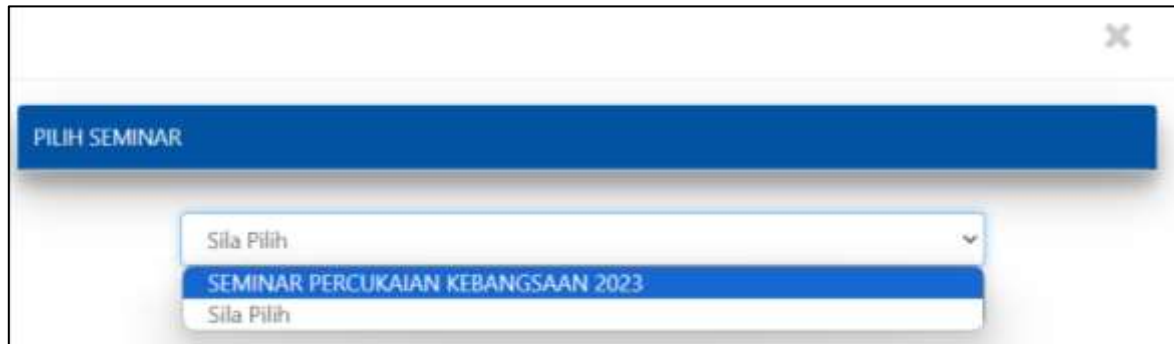 PILIH SEMINAR
Sila Pilih
SEMINAR PERCUKAIAN KEBANGSAAN 2023
Sila Pilih